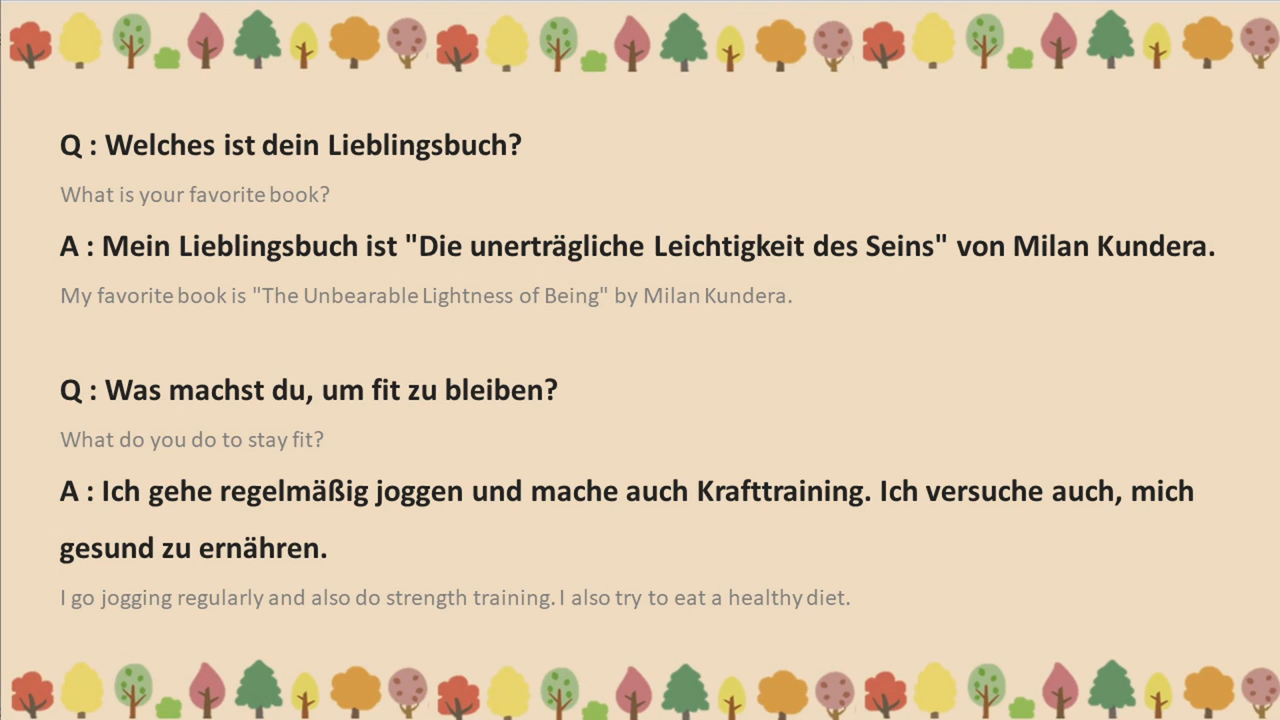 Q : Welches ist dein Lieblingsbuch?
What is your favorite book?
A : Mein Lieblingsbuch ist "Die unerträgliche Leichtigkeit des Seins" von Milan Kundera.
My favorite book is "The Unbearable Lightness of Being" by Milan Kundera.
Q : Was machst du, um fit zu bleiben?
What do you do to stay fit?
A : Ich gehe regelmäßig joggen und mache auch Krafttraining. Ich versuche auch, mich
gesund zu ernähren.
I go jogging regularly and also do strength training. I also try to eat a healthy diet.